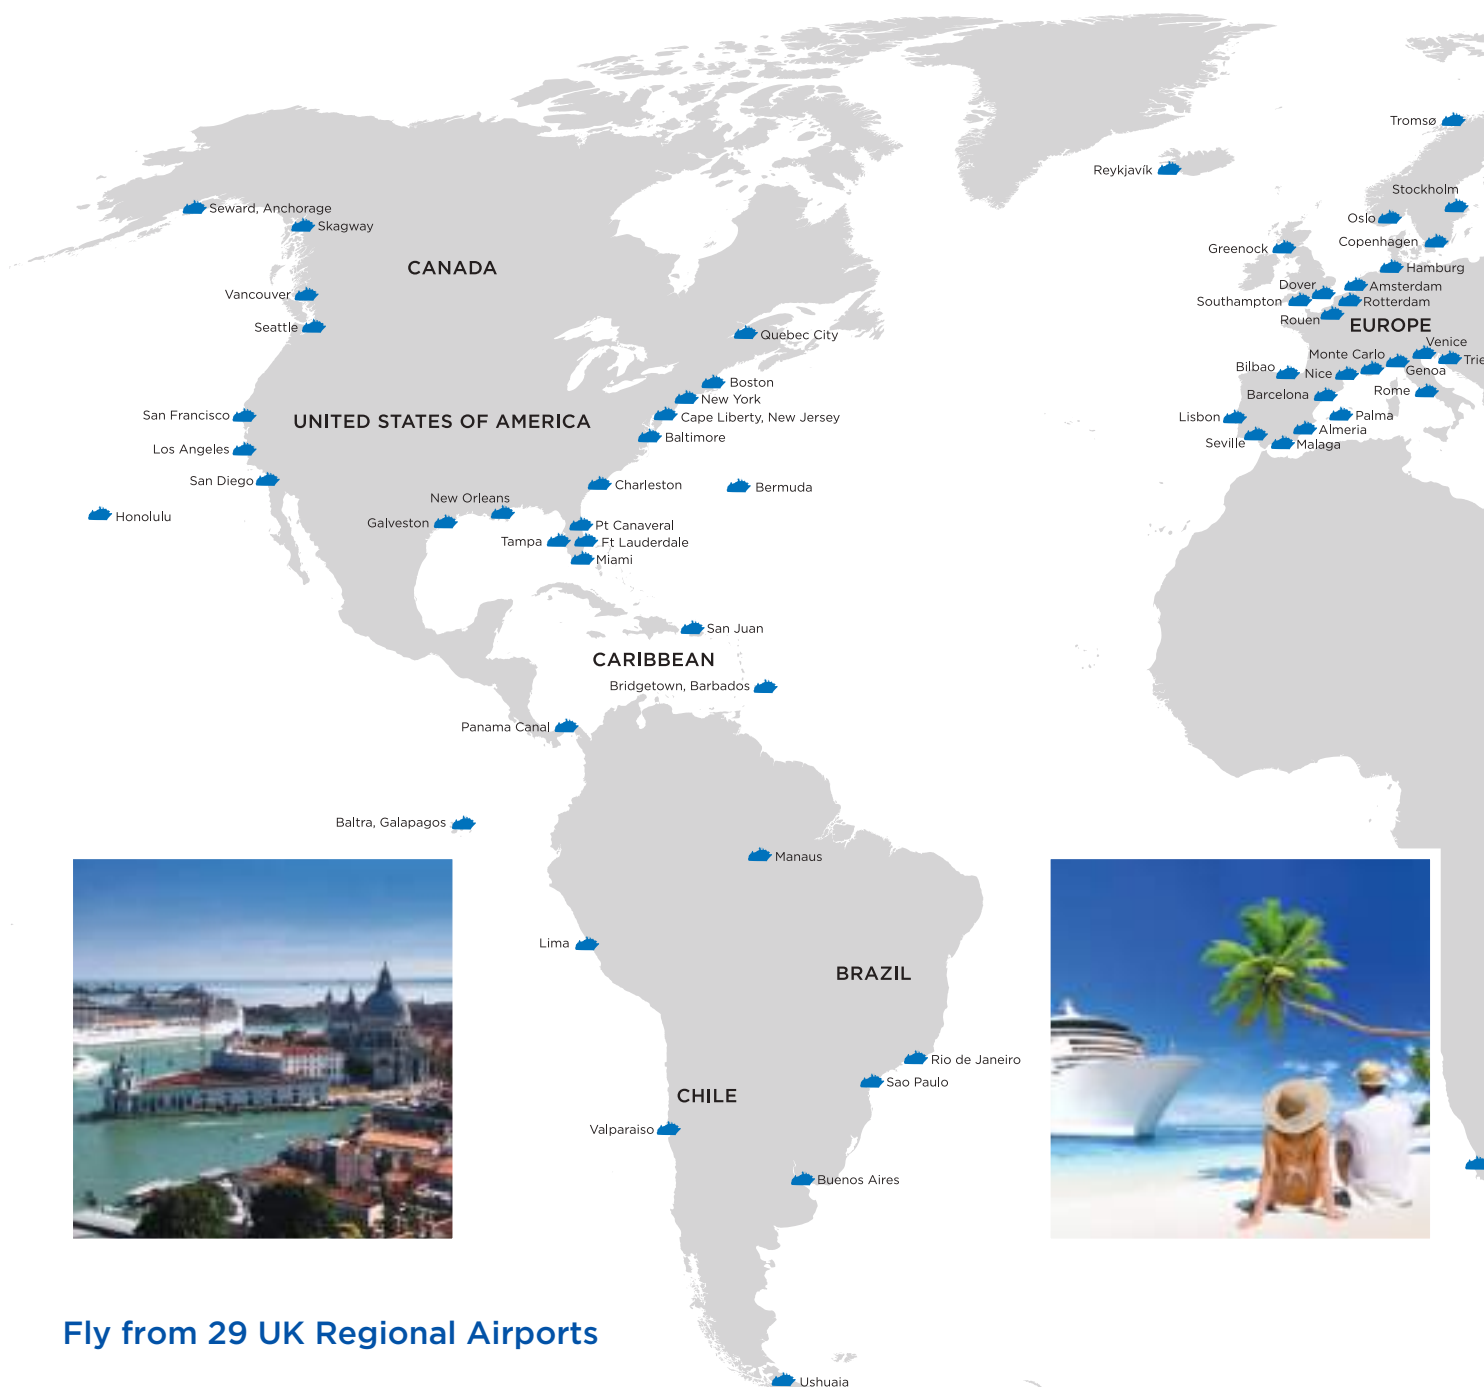 Tromsø
Reykjavík
Stockholm
Seward, Anchorage
Oslo
Skagway
Copenhagen
Greenock
CANADA
Hamburg
Dover
Amsterdam
Vancouver
Southampton
Rotterdam
Rouen
Seattle
EUROPE
Quebec City
Venice
Monte Carlo
Trie
Bilbao
Nice
Genoa
Boston
Rome
Barcelona
New York
San Francisco
Cape Liberty, New Jersey
Lisbon
Palma
UNITED STATES OF AMERICA
Almeria
Baltimore
Seville
Malaga
Los Angeles
San Diego
Charleston
Bermuda
New Orleans
Honolulu
Galveston
Pt Canaveral
Tampa
Ft Lauderdale
Miami
San Juan
CARIBBEAN
Bridgetown, Barbados
Panama Canal
Baltra, Galapagos
Manaus
Lima
BRAZIL
Rio de Janeiro
Sao Paulo
CHILE
Valparaiso
Buenos Aires
Fly from 29 UK Regional Airports
Ushuaia